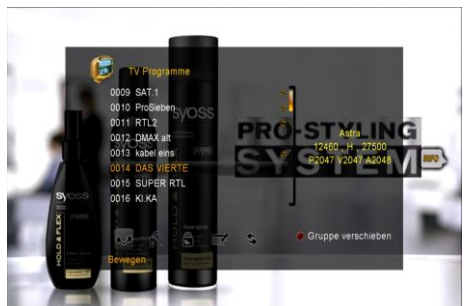 TV Programme
0009 SAT.1
0010 ProSieben
0011 RTL2
0012 DMAX alt
0013 kabel eins
0014 DAS VIERTE
0015 SUPER RTL
0016 KI.KA
Astra
12460 , H , 27500
P2047 V2047 A2048
Bewegen
Gruppe verschieben
PRO-STYLING
SYSTEM
INFO
syoss
syoss
HOLD & FLEX
HOLD & FLEX